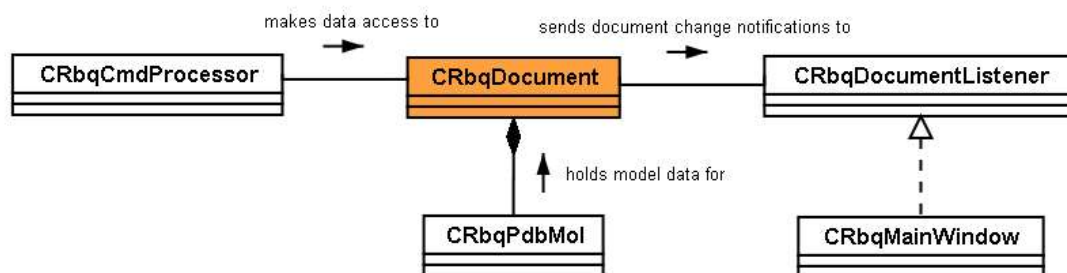 makes data access to
sends document change notifications to
CRbqCmdProcessor
CRbqDocument
CRbqDocumentListener
holds model data for
CRbqPdbMol
CRbqMainWindow